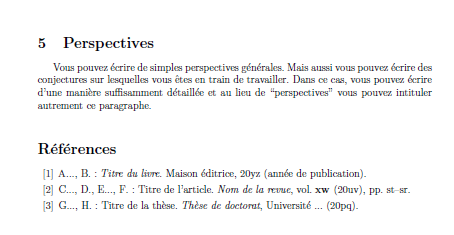 5 Perspectives
Vous pouvez écrire de simples perspectives générales. Mais aussi vous pouvez écrire des
conjectures sur lesquelles vous êtes en train de travailler. Dans ce cas, vous pouvez écrire
d'une manière suffisamment détaillée et au lieu de “perspectives” vous pouvez intituler
autrement ce paragraphe.
Références
[1] A..., B. : Titre du livre. Maison éditrice, 20yz (année de publication).
[2] C..., D., E..., F. : Titre de l'article. Nom de la revue, vol. xw (20uv), pp. st–sr.
[3] G..., H. : Titre de la thèse. Thèse de doctorat, Université ... (20pq).